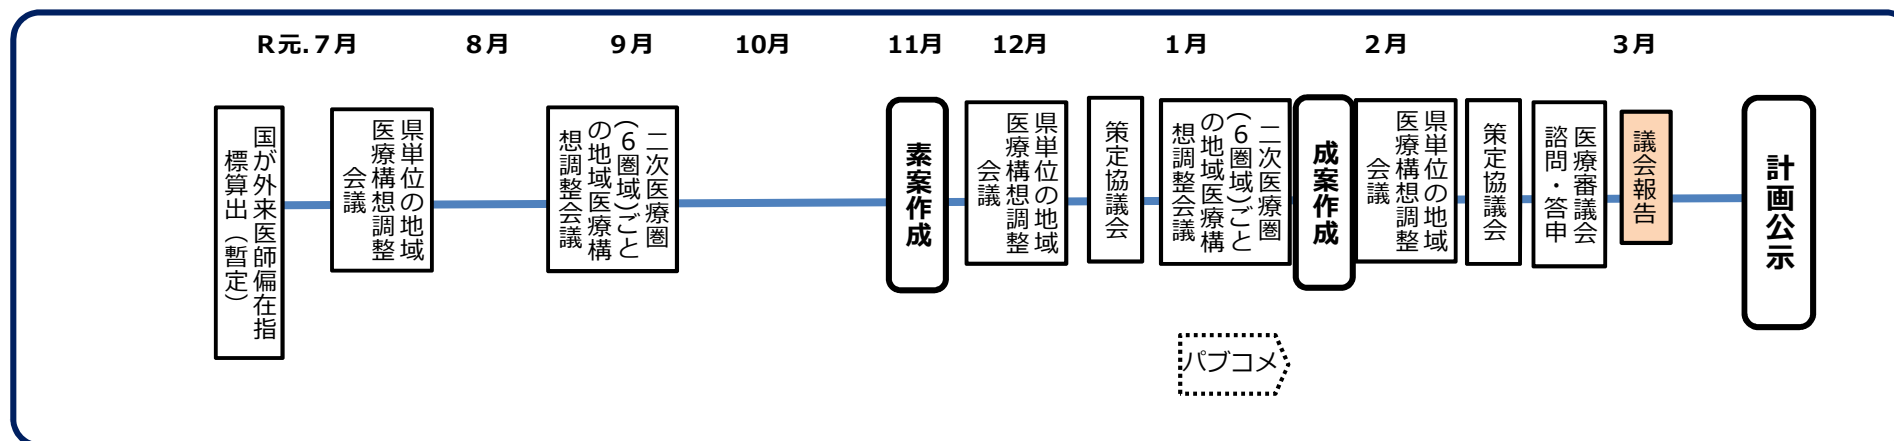 R元.７月
８月
９月
10月
11月
12月
１月
２月
３月
国が外来医師偏在指
標算出（暫定）
県単位の地域
医療構想調整
会議
二次医療圏
(６圏域)ごと
の地域医療構
想調整会議
素案作成
県単位の地域
医療構想調整
会議
策定協議会
二次医療圏
(６圏域)ごと
の地域医療構
想調整会議
成案作成
県単位の地域
医療構想調整
会議
策定協議会
医療審議会
諮問・答申
議会報告
計画公示
パブコメ